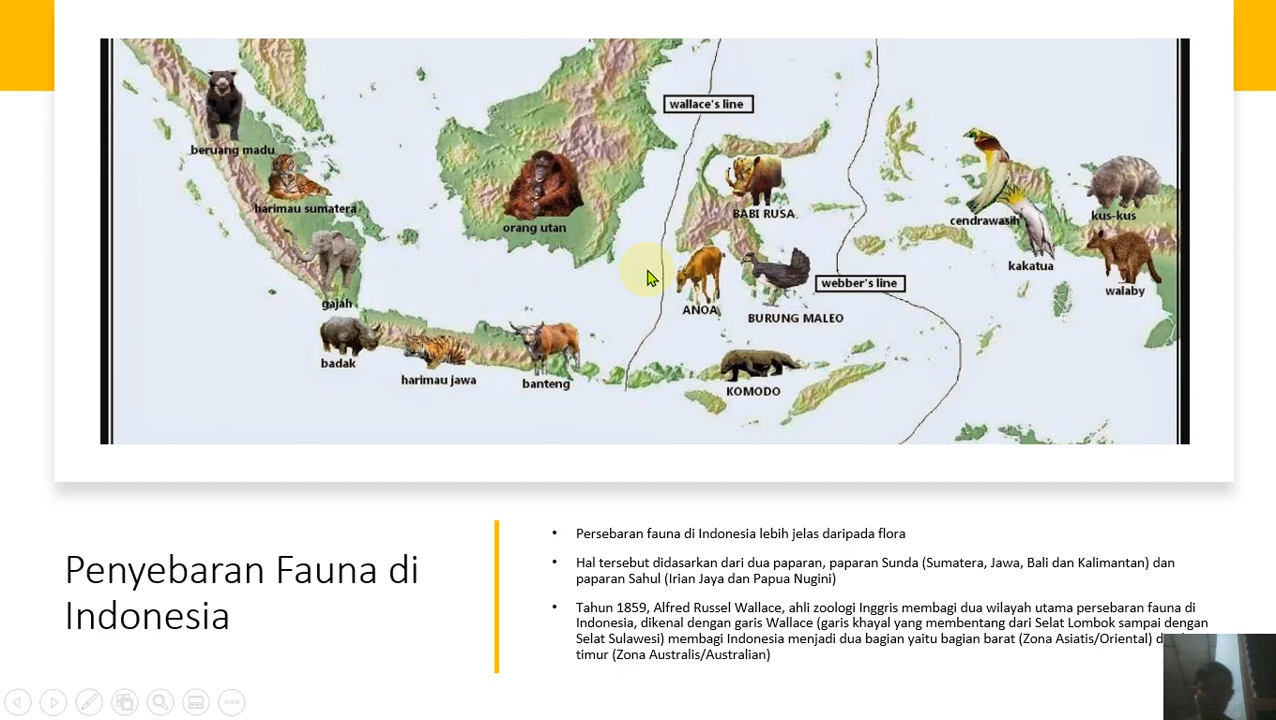 wallace's line
beruang madu
harimau sumatera
orang utan
BABI RUSA
cendrawasih
kus-kus
kakatua
walaby
gajah
ANOA
BURUNG MALEO
webber's line
badak
harimau jawa
banteng
KOMODO
Penyebaran Fauna di
Indonesia
• Persebaran fauna di Indonesia lebih jelas daripada flora
• Hal tersebut didasarkan dari dua paparan, paparan Sunda (Sumatera, Jawa, Bali dan Kalimantan) dan
paparan Sahul (Irian Jaya dan Papua Nugini)
• Tahun 1859, Alfred Russel Wallace, ahli zoologi Inggris membagi dua wilayah utama persebaran fauna di
Indonesia, dikenal dengan garis Wallace (garis khayal yang membentang dari Selat Lombok sampai dengan
Selat Sulawesi) membagi Indonesia menjadi dua bagian yaitu bagian barat (Zona Asiatis/Oriental)
timur (Zona Australis/Australian)